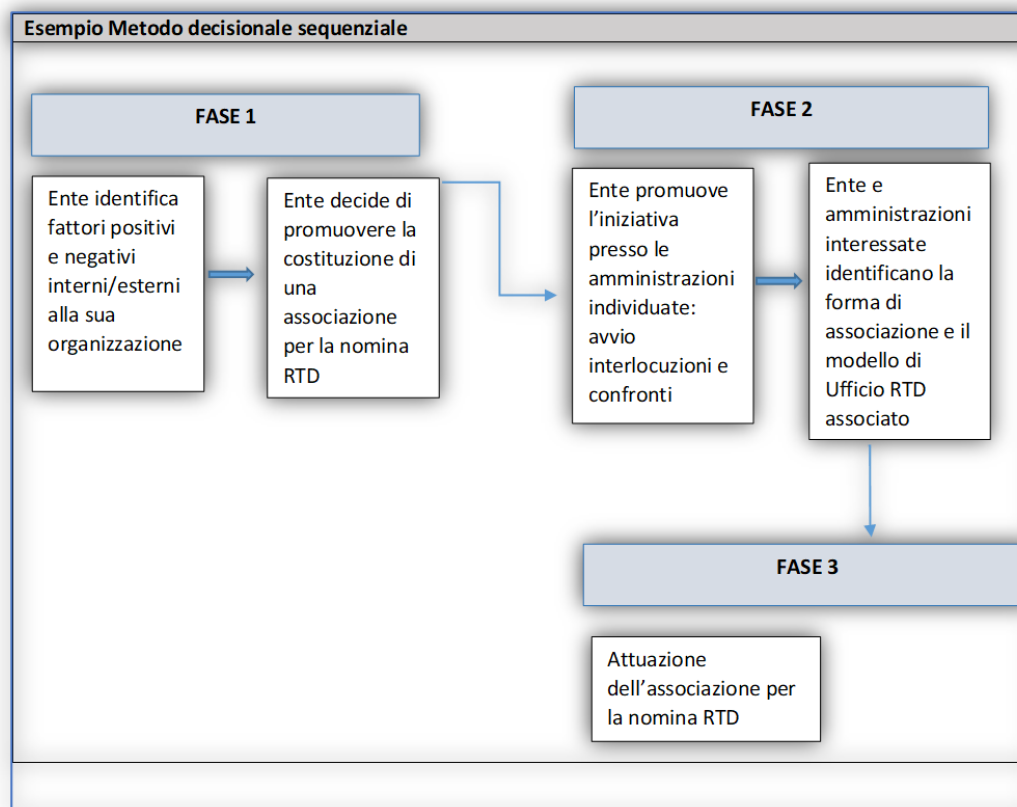 Esempio Metodo decisionale sequenziale
FASE 1
Ente identifica
fattori positivi
e negativi
interni/esterni
alla sua
organizzazione
Ente decide di
promuovere la
costituzione di
una
associazione
per la nomina
RTD
FASE 2
Ente promuove
l’iniziativa
presso le
amministrazioni
individuate:
avvio
interlocuzioni e
confronti
Ente e
amministrazioni
interessate
identificano la
forma di
associazione e il
modello di
Ufficio RTD
associato
FASE 3
Attuazione
dell’associazione per
la nomina RTD